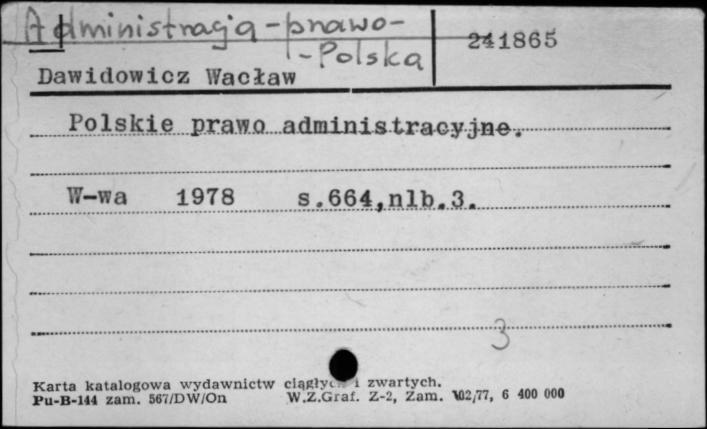 Administracja - prawo -
- Polska
241865
Dawidowicz Wacław
Polskie prawo administracyjne.
W-wa 1978 s.664,nlb.3.
3
Karta katalogowa wydawnictw ciągłych i zwartych.
Pu-B-144 zam. 567/DW/On W.Z.Graf. Z-2, Zam. 102/77, 6 400 000